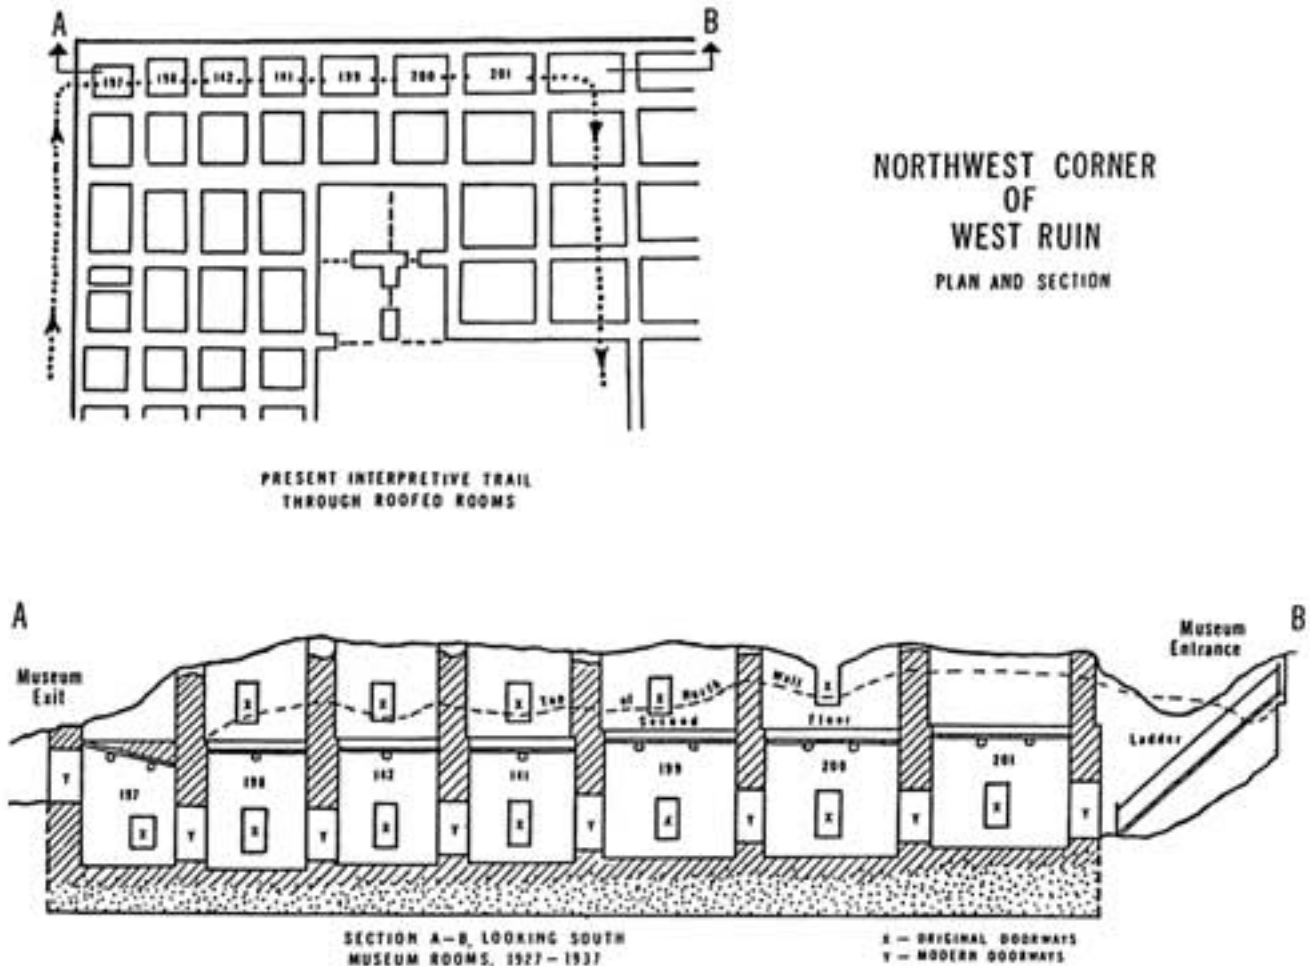 A
B
197 198 142 141 199 200 201
NORTHWEST CORNER
OF
WEST RUIN
PLAN AND SECTION
PRESENT INTERPRETIVE TRAIL
THROUGH ROOFED ROOMS
A
B
Museum
Exit
Museum
Entrance
X
X X X
Top of North Wall
Second Floor
Ladder
197 198 142 141 199 200 201
Y Y Y Y Y Y Y Y
X X X X X X X
SECTION A-B, LOOKING SOUTH
MUSEUM ROOMS, 1927-1937
X - ORIGINAL DOORWAYS
Y - MODERN DOORWAYS